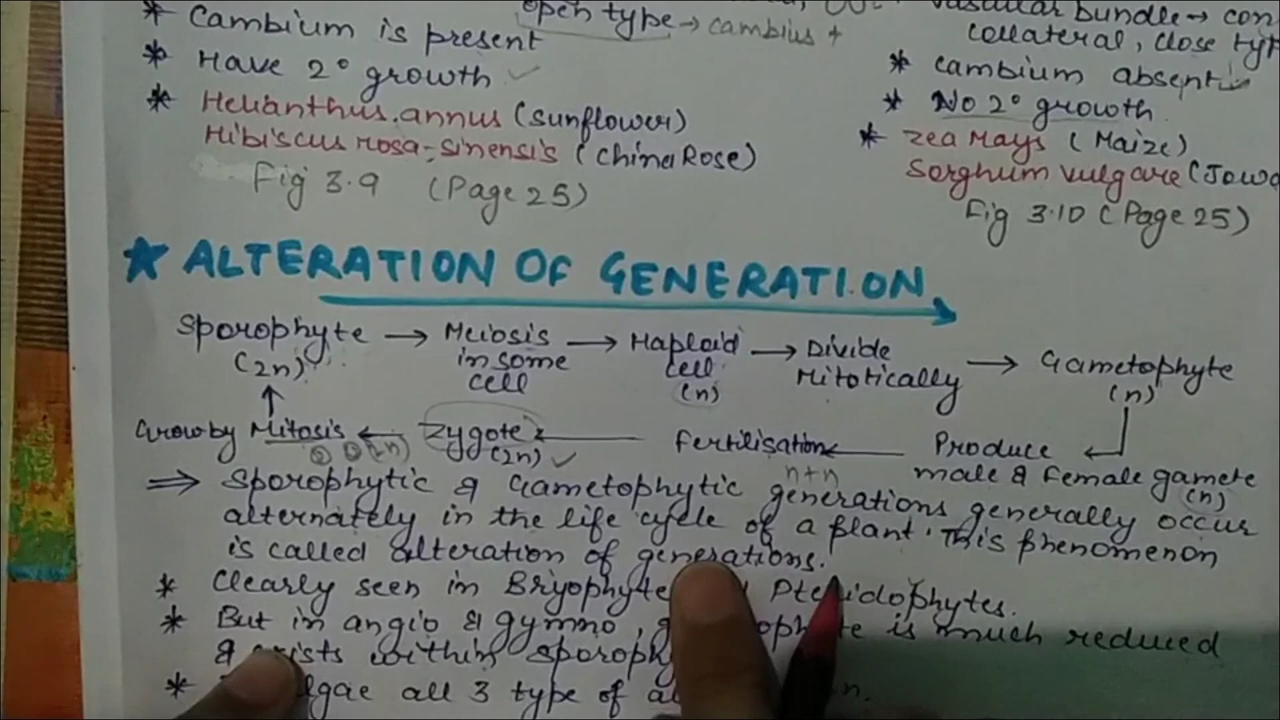 open type → cambium +
* Cambium is present
* Have 2° growth
* Helianthus annus (sunflower)
Hibiscus rosa-sinensis (China Rose)
Fig 3.9 (Page 25)
vascular bundle → con
collateral, close typ
* cambium absent
* No 2° growth
* Zea Mays (Maize)
Sorghum vulgare (Jowa
Fig 3.10 (Page 25)
★ ALTERATION OF GENERATION
Sporophyte → Meiosis → Haploid → Divide → Gametophyte
(2n) in some cell Mitotically (n)
cell (n)
Grow by Mitosis ← Zygote ← Fertilisation ← Produce
(2n) (2n) n+n male & Female gamete
(n)
⇒ Sporophytic & Gametophytic generations generally occur
alternately in the life cycle of a plant. This phenomenon
is called alteration of generations.
* Clearly seen in Bryophyte Pteridophytes.
* But in angio & gymno, is much reduced
& within
* all 3 type of